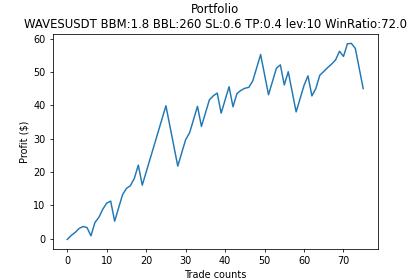 Portfolio
WAVESUSDT BBM:1.8 BBL:260 SL:0.6 TP:0.4 lev:10 WinRatio:72.0
60
50
40
30
20
10
0
Profit ($)
0 10 20 30 40 50 60 70
Trade counts